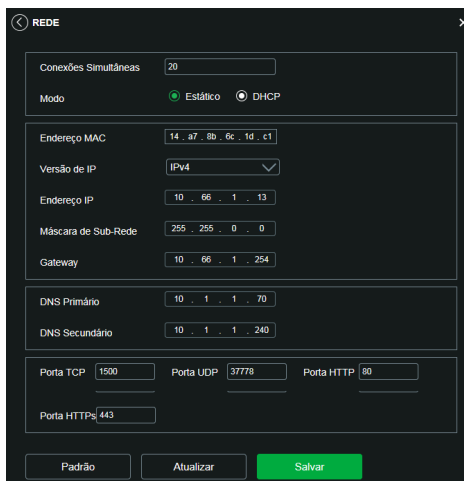 REDE
Conexões Simultâneas 20
Modo Estático DHCP
Endereço MAC 14 . a7 . 8b . 6c . 1d . c1
Versão de IP IPv4
Endereço IP 10 . 66 . 1 . 13
Máscara de Sub-Rede 255 . 255 . 0 . 0
Gateway 10 . 66 . 1 . 254
DNS Primário 10 . 1 . 1 . 70
DNS Secundário 10 . 1 . 1 . 240
Porta TCP 1500 Porta UDP 37778 Porta HTTP 80
Porta HTTPs 443
Padrão Atualizar Salvar